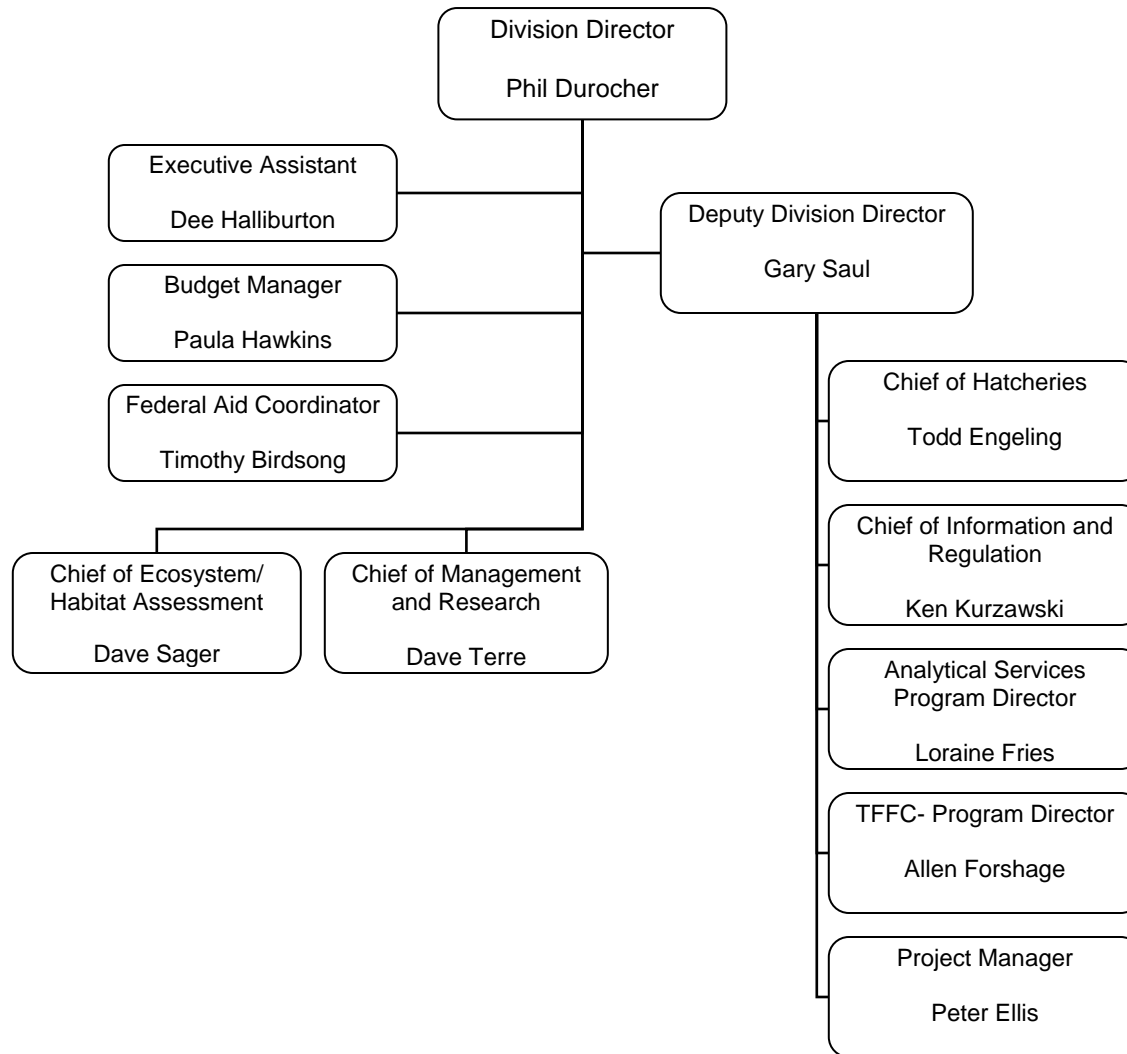 Division Director
Phil Durocher
Executive Assistant
Dee Halliburton
Deputy Division Director
Gary Saul
Budget Manager
Paula Hawkins
Federal Aid Coordinator
Timothy Birdsong
Chief of Ecosystem/
Habitat Assessment
Dave Sager
Chief of Management
and Research
Dave Terre
Chief of Hatcheries
Todd Engeling
Chief of Information and
Regulation
Ken Kurzawski
Analytical Services
Program Director
Loraine Fries
TFFC- Program Director
Allen Forshage
Project Manager
Peter Ellis